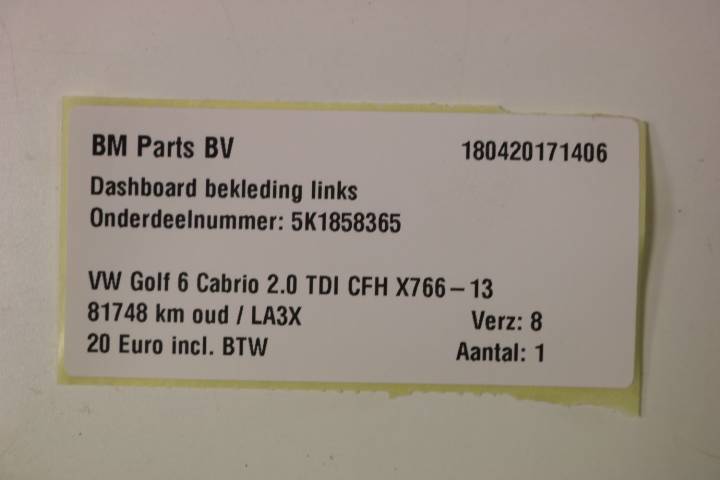 BM Parts BV 180420171406
Dashboard bekleding links
Onderdeelnummer: 5K1858365
VW Golf 6 Cabrio 2.0 TDI CFH X766-13
81748 km oud / LA3X Verz: 8
20 Euro incl. BTW Aantal: 1